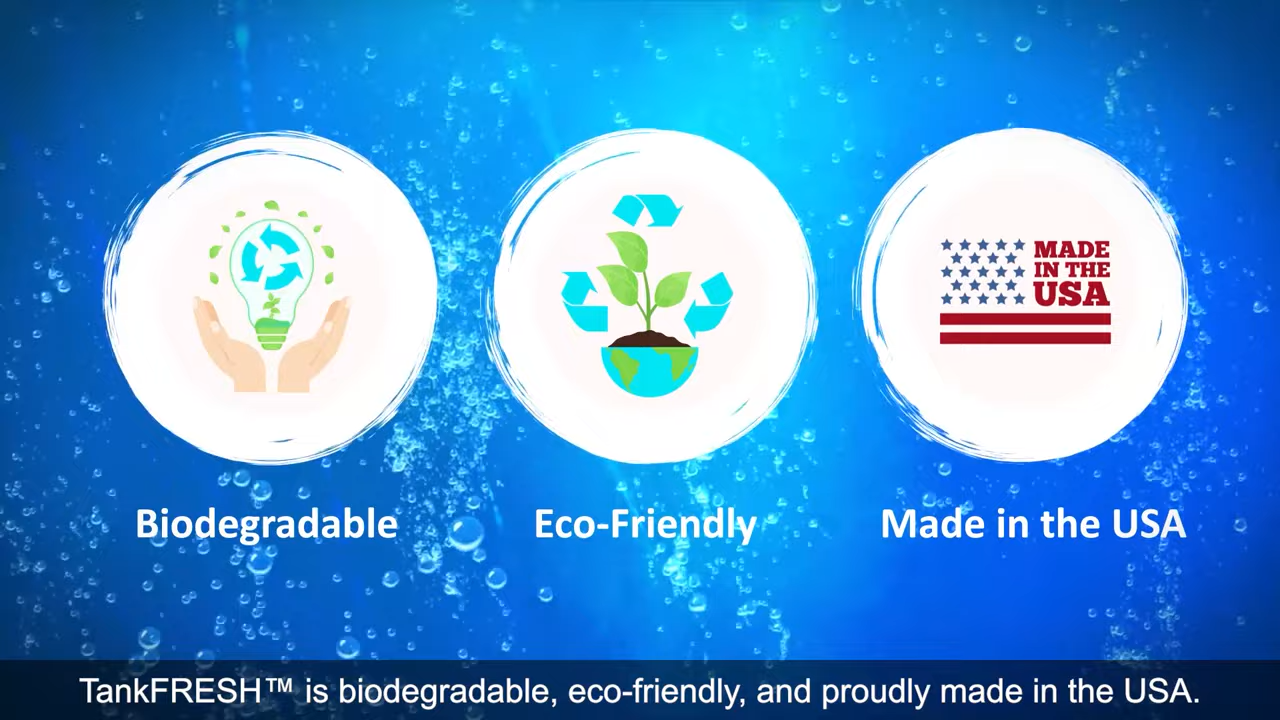 MADE
IN THE
USA
Biodegradable
Eco-Friendly
Made in the USA
TankFRESH™ is biodegradable, eco-friendly, and proudly made in the USA.